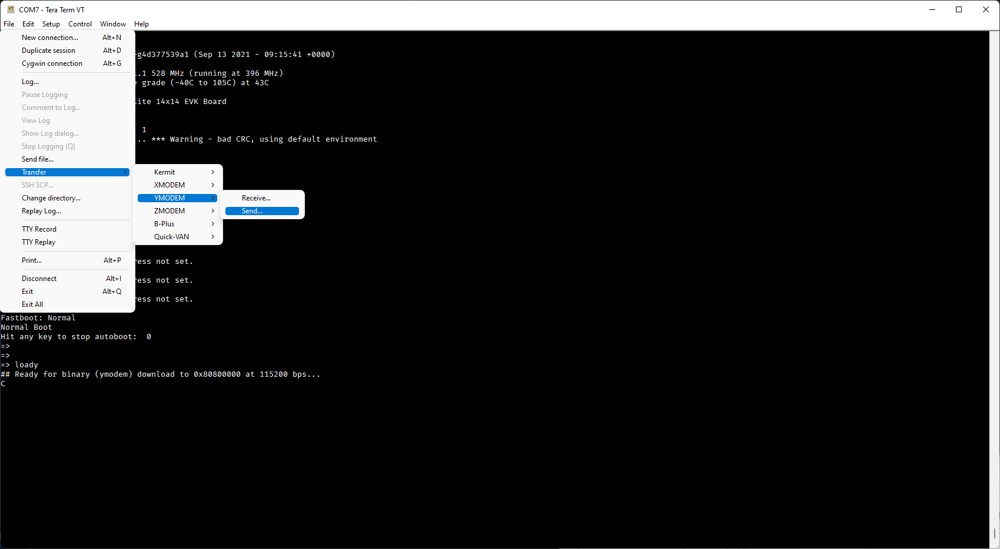 COM7 - Tera Term VT
File Edit Setup Control Window Help
New connection... Alt+N
Duplicate session Alt+D
Cygwin connection Alt+G
Log...
Pause Logging
Comment to Log...
View Log
Show Log dialog...
Stop Logging (Q)
Send file...
Transfer
SSH SCP...
Change directory...
Replay Log...
TTY Record
TTY Replay
Print... Alt+P
Disconnect Alt+I
Exit Alt+Q
Exit All
Kermit
XMODEM
YMODEM
ZMODEM
B-Plus
Quick-VAN
Receive...
Send...
-g4d377539a1 (Sep 13 2021 - 09:15:41 +0000)
.1 528 MHz (running at 396 MHz)
grade (-40C to 105C) at 43C
ite 14x14 EVK Board
1
.. *** Warning - bad CRC, using default environment
ress not set.
ress not set.
ress not set.
Fastboot: Normal
Normal Boot
Hit any key to stop autoboot: 0
=>
=>
=> loady
## Ready for binary (ymodem) download to 0x80800000 at 115200 bps...
C